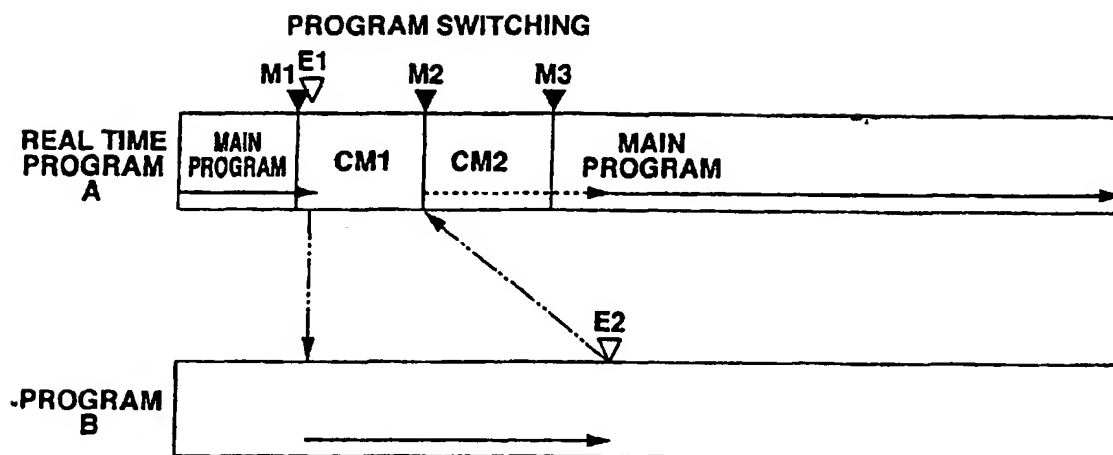 PROGRAM SWITCHING
M1 E1 M2 M3
REAL TIME
PROGRAM
A
MAIN
PROGRAM
CM1
CM2
MAIN
PROGRAM
E2
PROGRAM
B